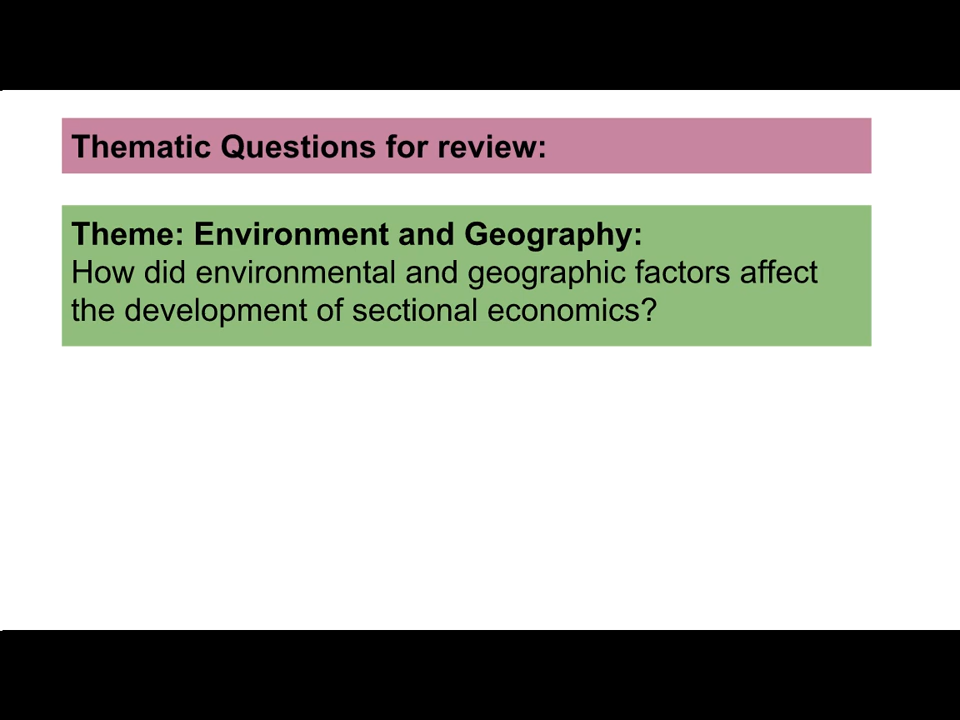 Thematic Questions for review:
Theme: Environment and Geography:
How did environmental and geographic factors affect
the development of sectional economics?